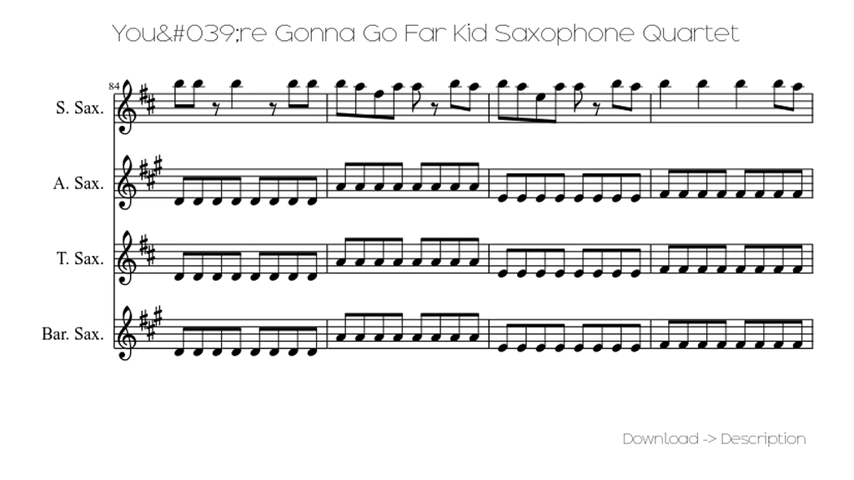 You&#039;re Gonna Go Far Kid Saxophone Quartet
84
S. Sax.
A. Sax.
T. Sax.
Bar. Sax.
Download -> Description